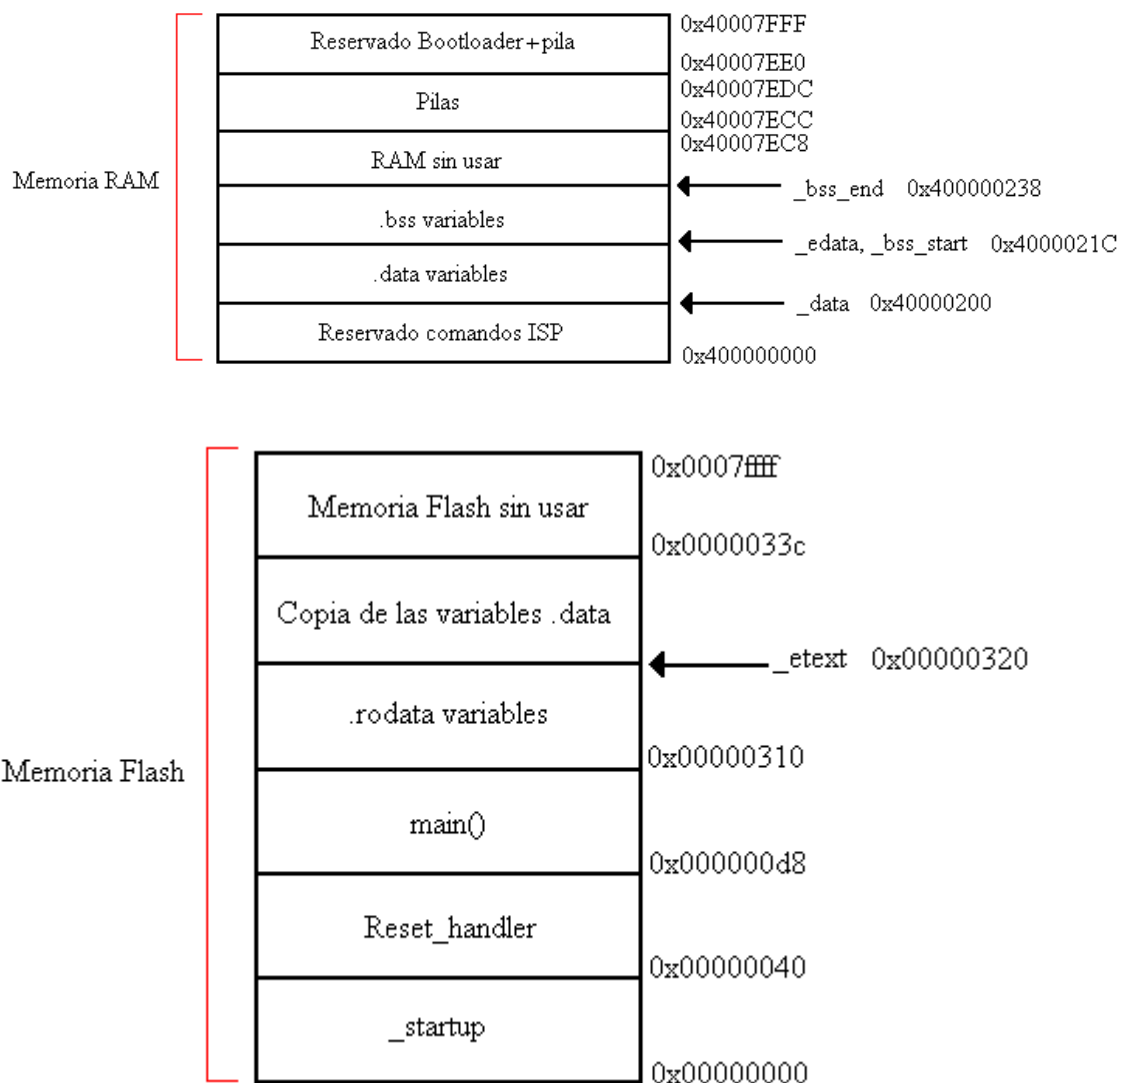 Reservado Bootloader+pila
0x40007FFF
0x40007EE0
Pilas
0x40007EDC
0x40007ECC
RAM sin usar
0x40007EC8
Memoria RAM
_bss_end 0x400000238
.bss variables
_edata, _bss_start 0x4000021C
.data variables
_data 0x40000200
Reservado comandos ISP
0x400000000
0x0007ffff
Memoria Flash sin usar
0x0000033c
Copia de las variables .data
_etext 0x00000320
.rodata variables
0x00000310
Memoria Flash
main()
0x000000d8
Reset_handler
0x00000040
_startup
0x00000000